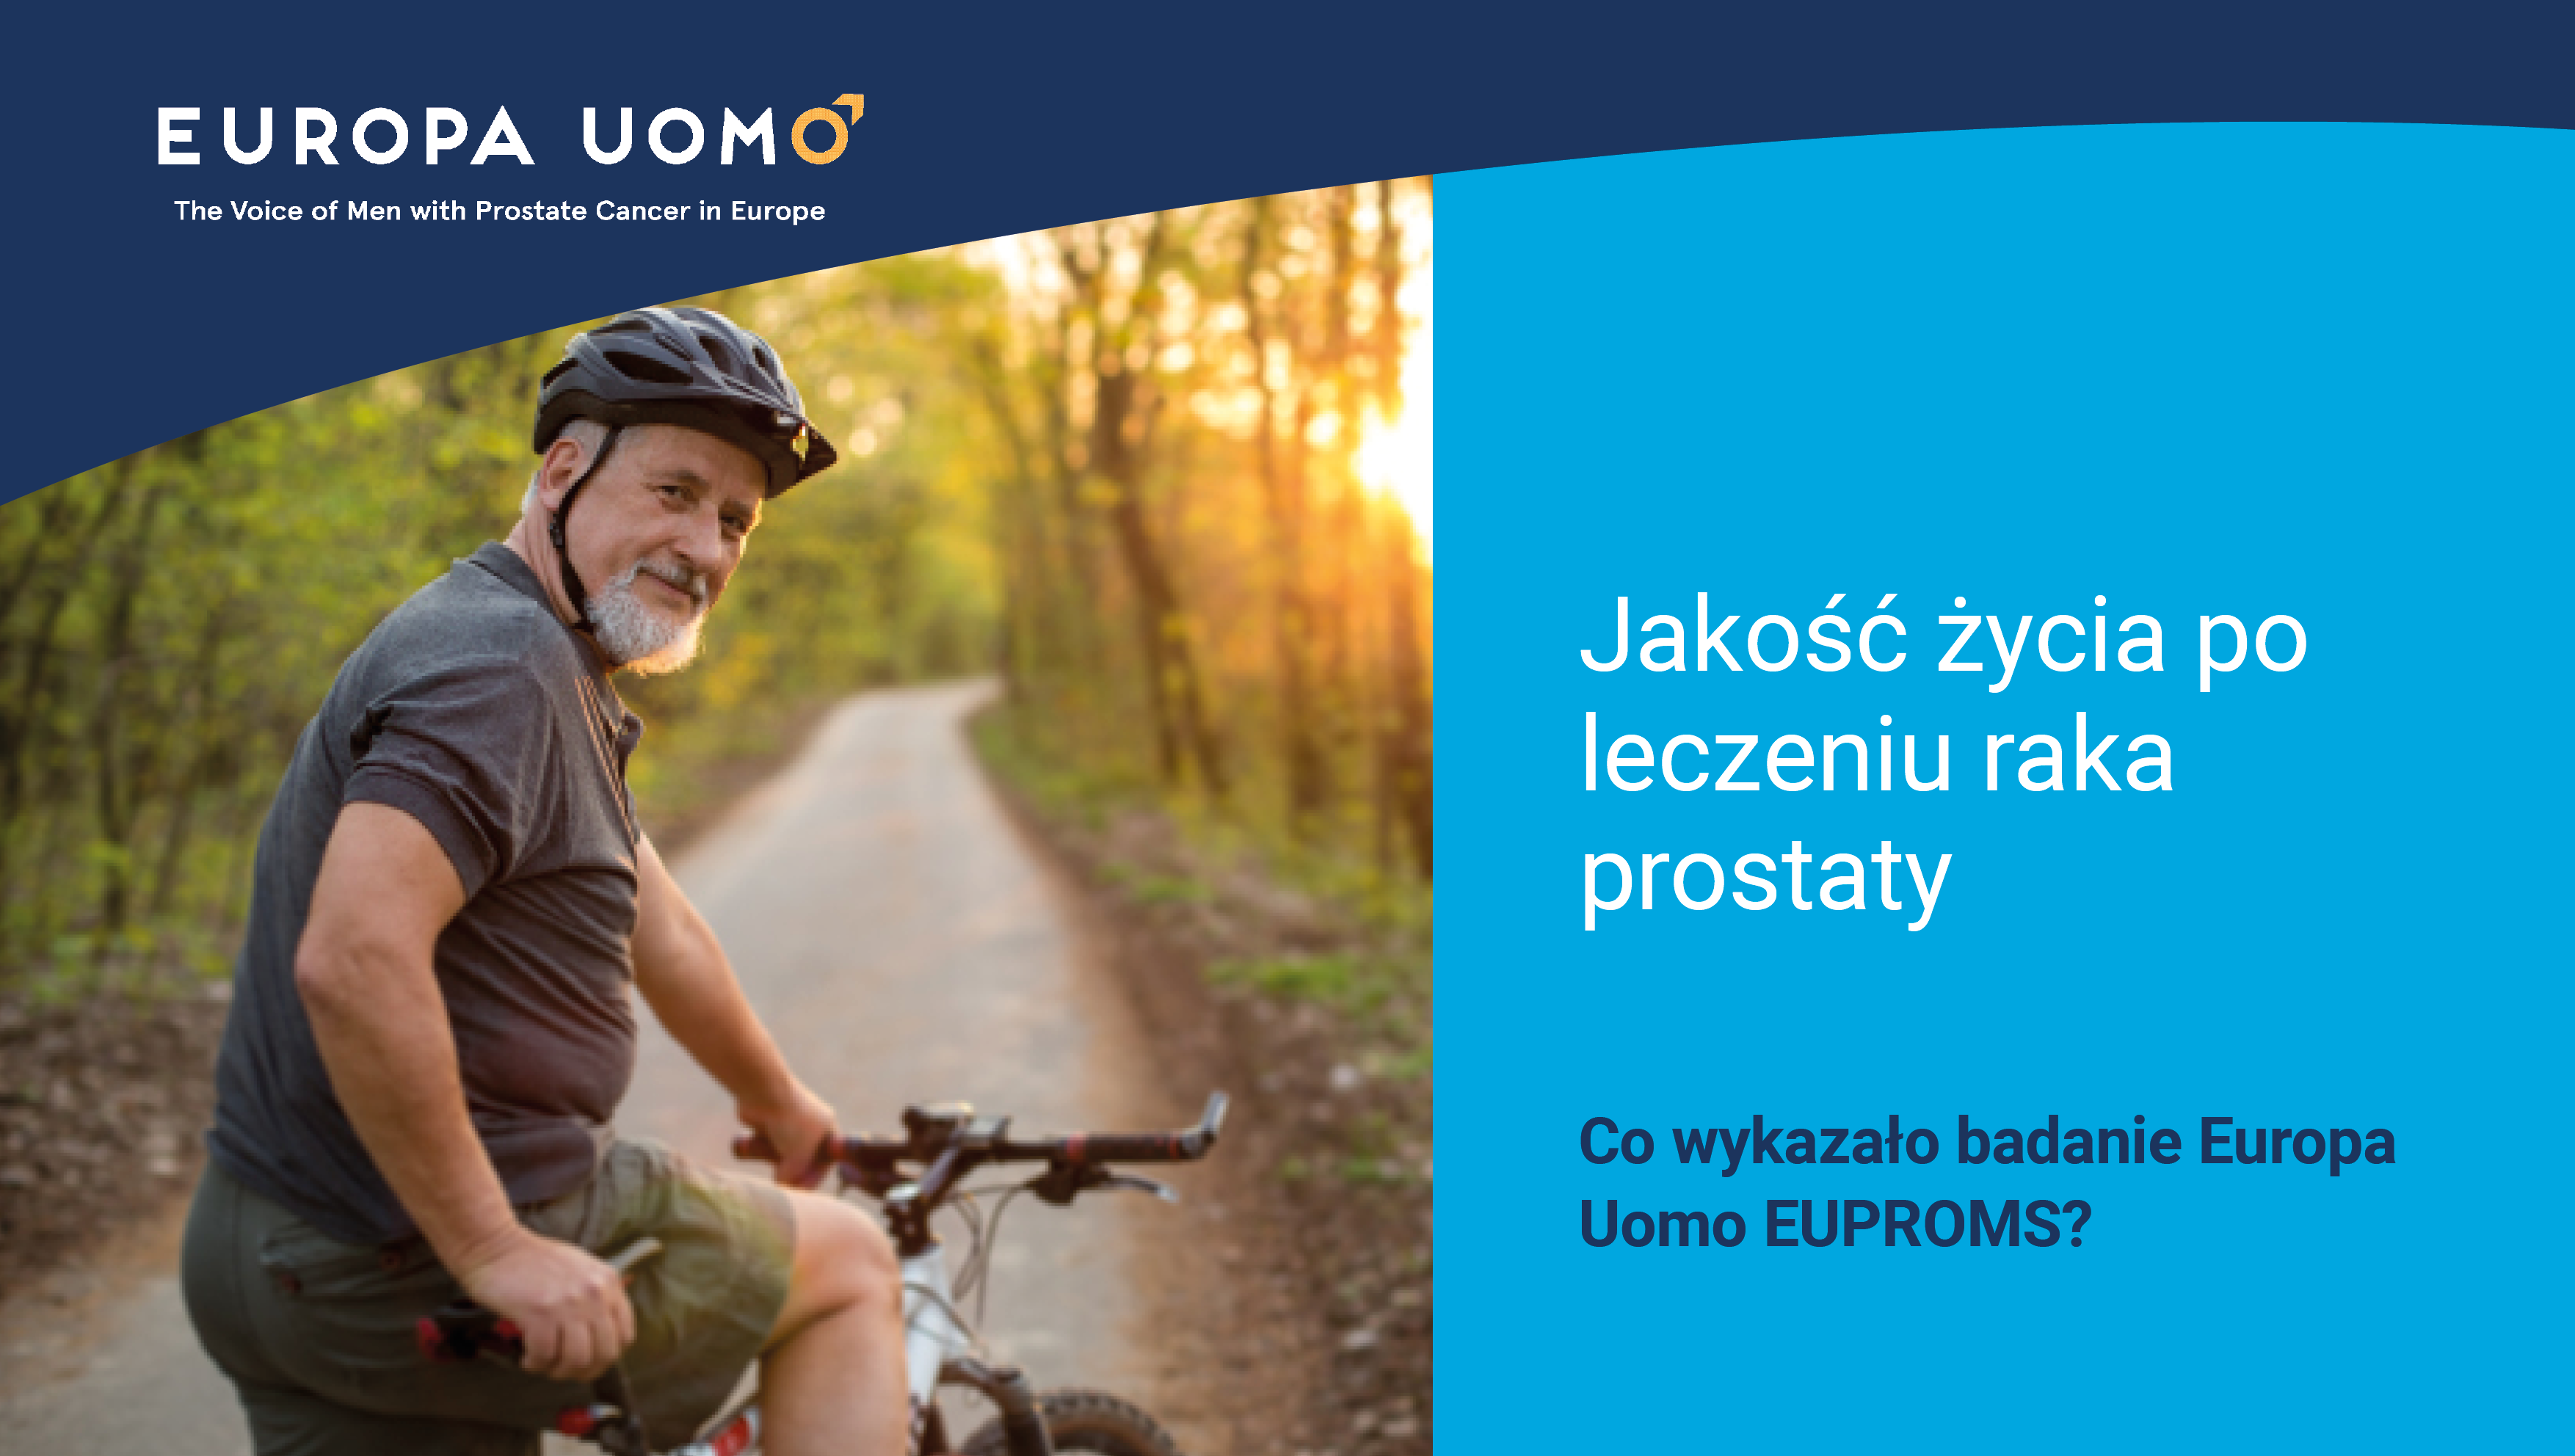 EUROPA UOMO
The Voice of Men with Prostate Cancer in Europe
Jakość życia po
leczeniu raka
prostaty
Co wykazało badanie Europa
Uomo EUPROMS?